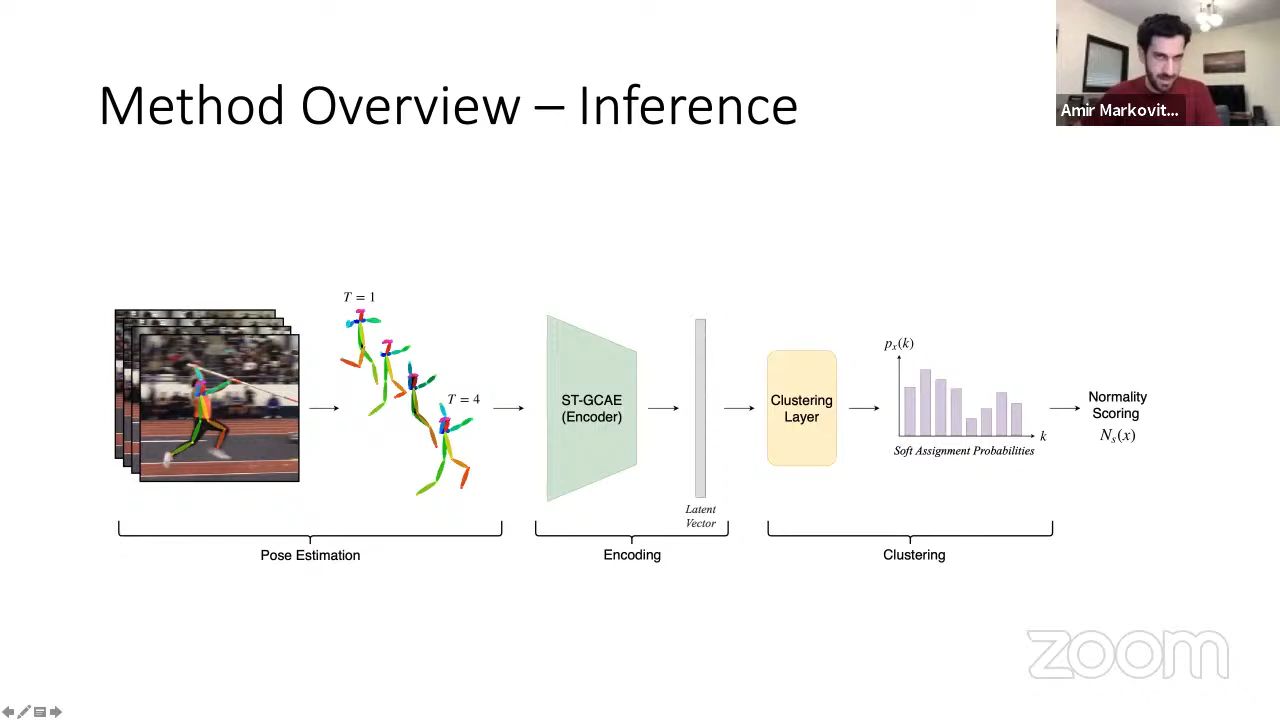 Method Overview – Inference
Amir Markovit...
T = 1
T = 4
ST-GCAE
(Encoder)
Latent
Vector
Clustering
Layer
pₓ(k)
k
Soft Assignment Probabilities
Normality
Scoring
Nₛ(x)
Pose Estimation
Encoding
Clustering
zoom